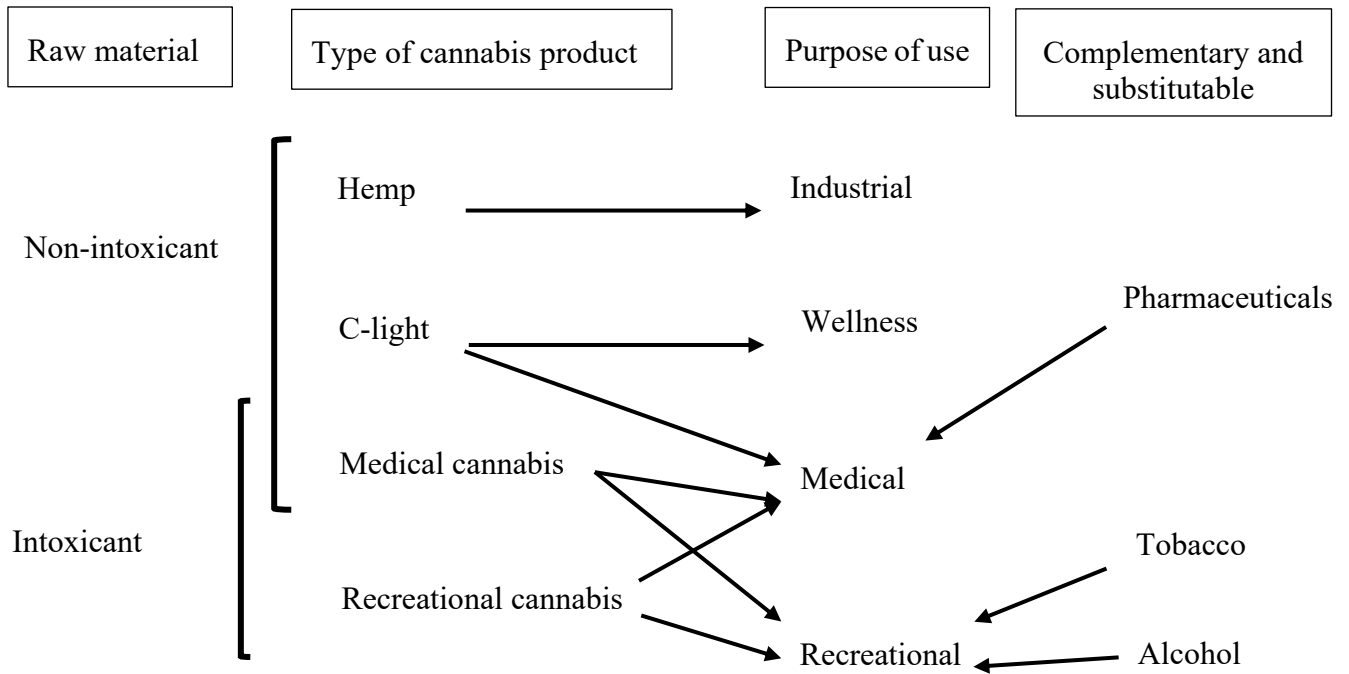 Raw material
Type of cannabis product
Purpose of use
Complementary and
substitutable
Hemp
Industrial
Non-intoxicant
Pharmaceuticals
C-light
Wellness
Medical cannabis
Medical
Intoxicant
Tobacco
Recreational cannabis
Recreational
Alcohol